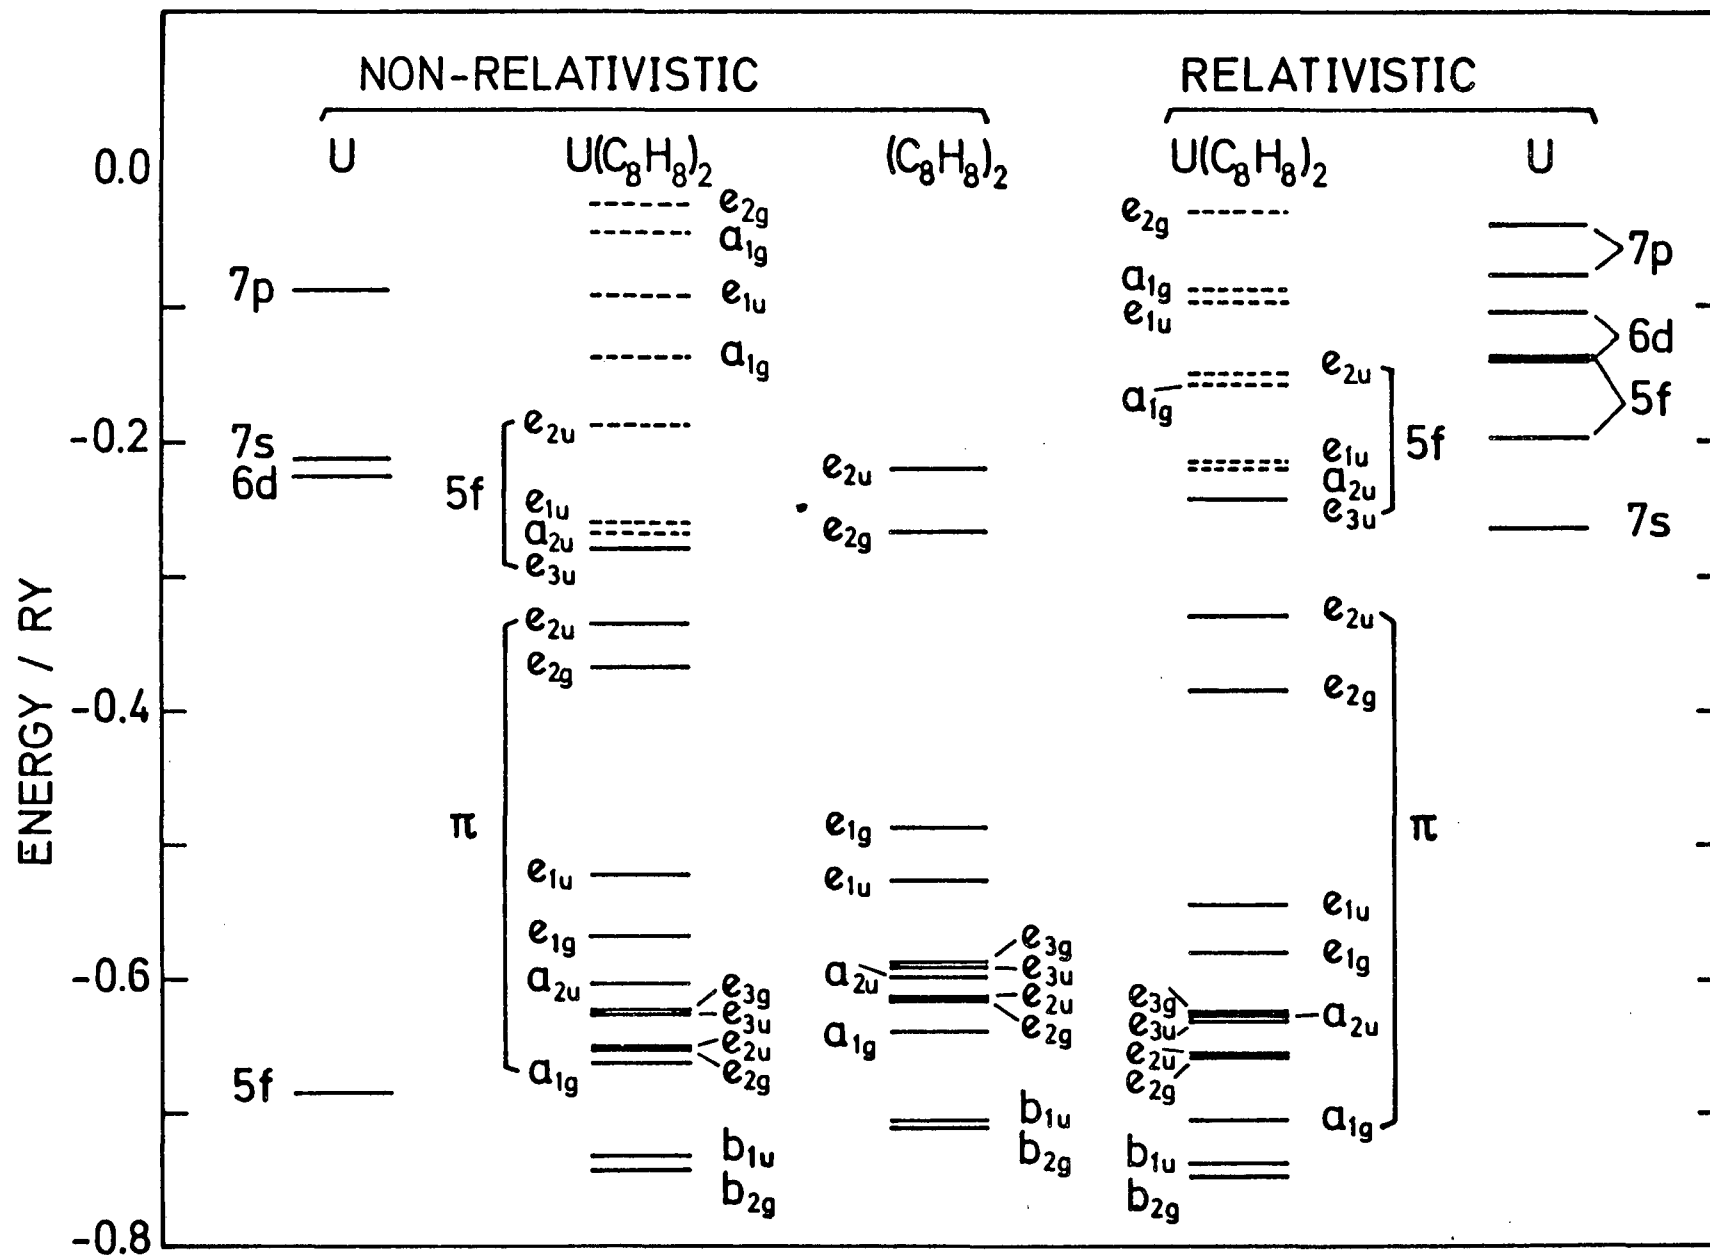 NON-RELATIVISTIC RELATIVISTIC
U U(C₈H₈)₂ (C₈H₈)₂ U(C₈H₈)₂ U
ENERGY / RY
0.0
-0.2
-0.4
-0.6
-0.8
7p
7s
6d
5f
e₂g
a₁g
e₁u
a₁g
5f
e₂u
e₁u
a₂u
e₃u
π
e₂u
e₂g
e₁u
e₁g
a₂u
a₁g
e₃g
e₃u
e₂u
e₂g
b₁u
b₂g
e₂u
e₂g
e₁g
e₁u
a₂u
a₁g
e₃g
e₃u
e₂u
e₂g
b₁u
b₂g
e₂g
a₁g
e₁u
a₁g
e₂u
e₁u
a₂u
e₃u
5f
e₂u
e₂g
π
e₁u
e₁g
a₂u
a₁g
e₃g
e₃u
e₂u
e₂g
b₁u
b₂g
7p
6d
5f
7s